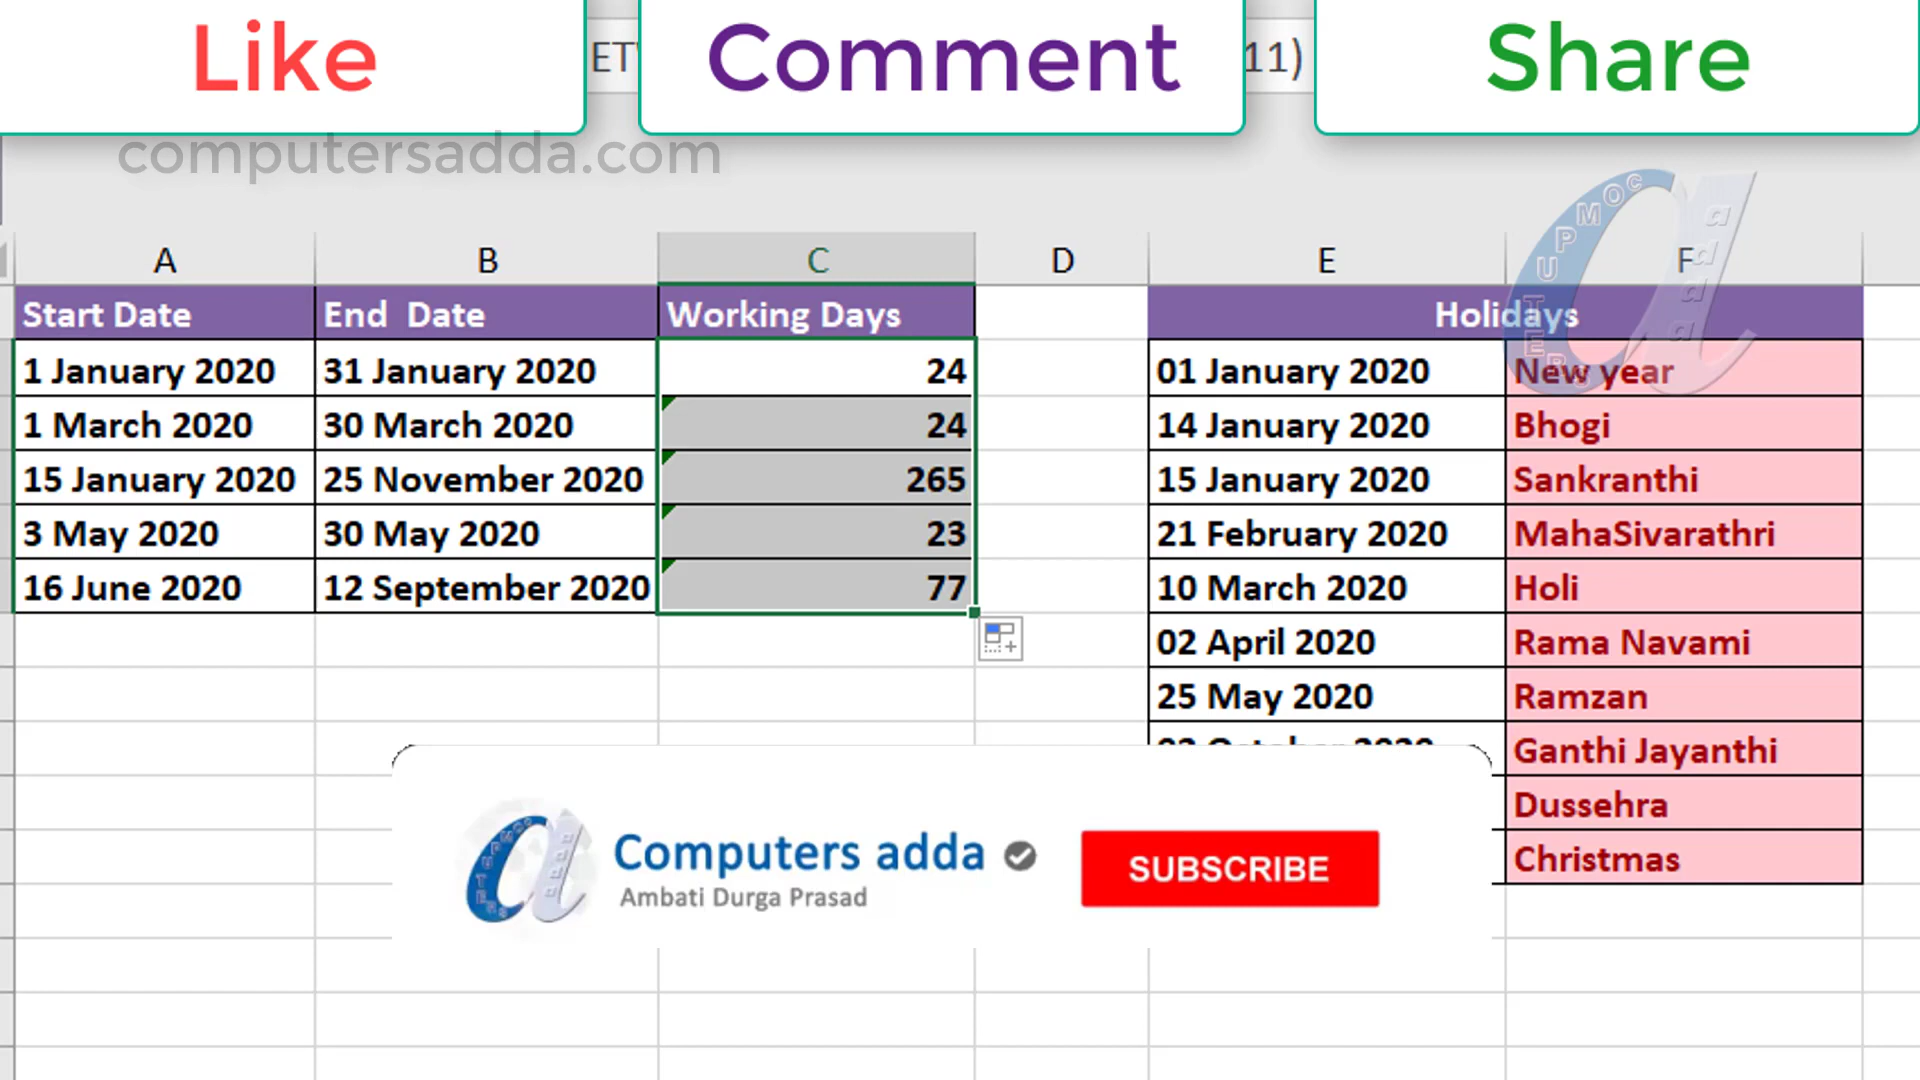 Like
Comment
Share
11)
computersadda.com
A B C D E F
Start Date End Date Working Days Holidays
1 January 2020 31 January 2020 24 01 January 2020 New year
1 March 2020 30 March 2020 24 14 January 2020 Bhogi
15 January 2020 25 November 2020 265 15 January 2020 Sankranthi
3 May 2020 30 May 2020 23 21 February 2020 MahaSivarathri
16 June 2020 12 September 2020 77 10 March 2020 Holi
02 April 2020 Rama Navami
25 May 2020 Ramzan
Ganthi Jayanthi
Dussehra
Christmas
Computers adda
Ambati Durga Prasad
SUBSCRIBE